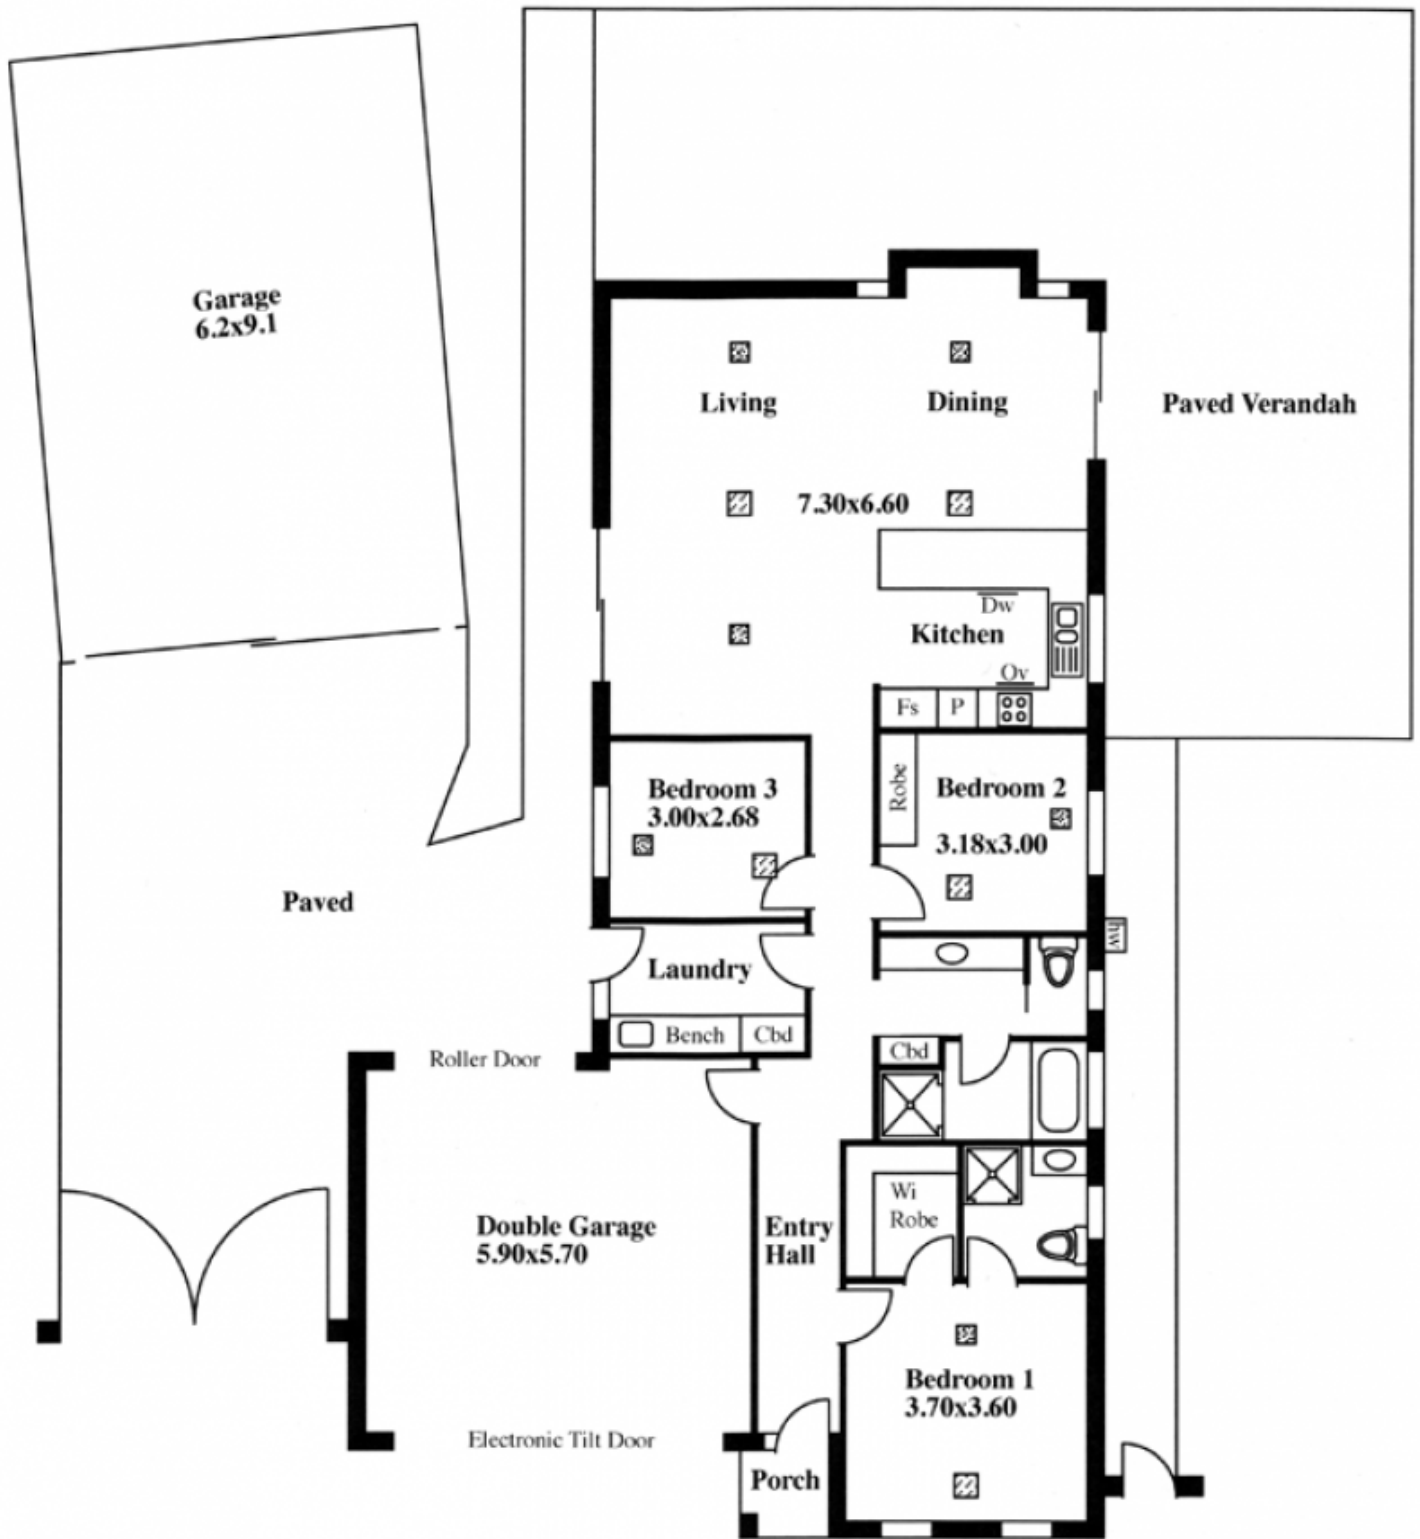 Garage
6.2x9.1
Living
Dining
Paved Verandah
7.30x6.60
Dw
Kitchen
Ov
Fs
P
Bedroom 3
3.00x2.68
Robe
Bedroom 2
3.18x3.00
Paved
hw
Laundry
Bench
Cbd
Roller Door
Cbd
Wi
Robe
Double Garage
5.90x5.70
Entry
Hall
Bedroom 1
3.70x3.60
Electronic Tilt Door
Porch